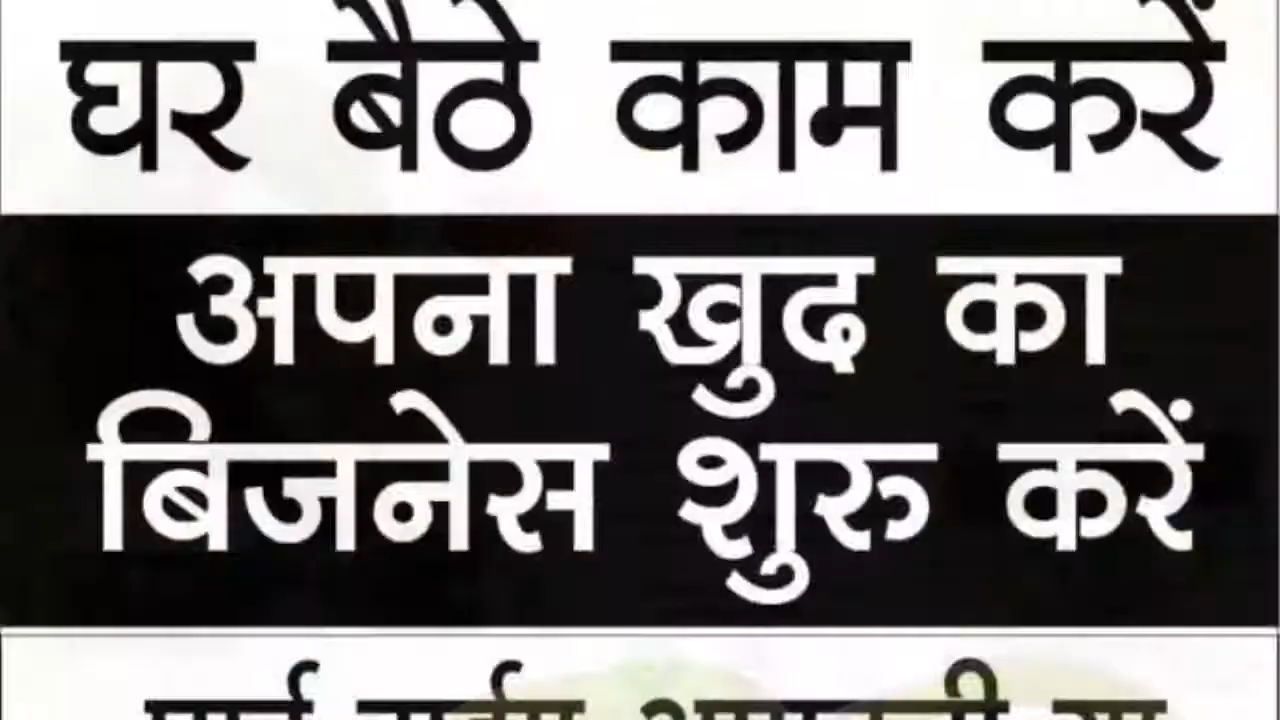 घर बैठे काम करें
अपना खुद का
बिजनेस शुरु करें